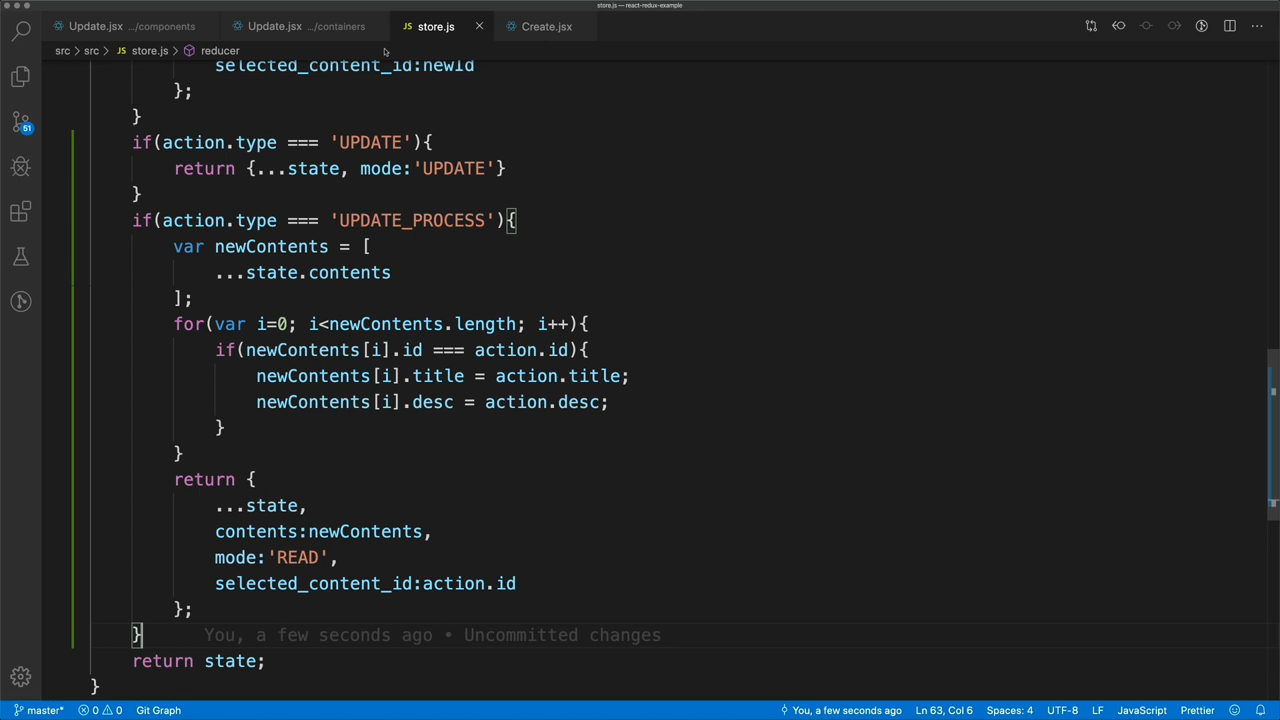 store.js — react-redux-example
Update.jsx .../components
Update.jsx .../containers
JS store.js
Create.jsx
src > src > JS store.js > reducer
selected_content_id:newId
};
}
if(action.type === 'UPDATE'){
return {...state, mode:'UPDATE'}
}
if(action.type === 'UPDATE_PROCESS'){
var newContents = [
...state.contents
];
for(var i=0; i<newContents.length; i++){
if(newContents[i].id === action.id){
newContents[i].title = action.title;
newContents[i].desc = action.desc;
}
}
return {
...state,
contents:newContents,
mode:'READ',
selected_content_id:action.id
};
} You, a few seconds ago • Uncommitted changes
return state;
}
51
master* 0 0 Git Graph You, a few seconds ago Ln 63, Col 6 Spaces: 4 UTF-8 LF JavaScript Prettier